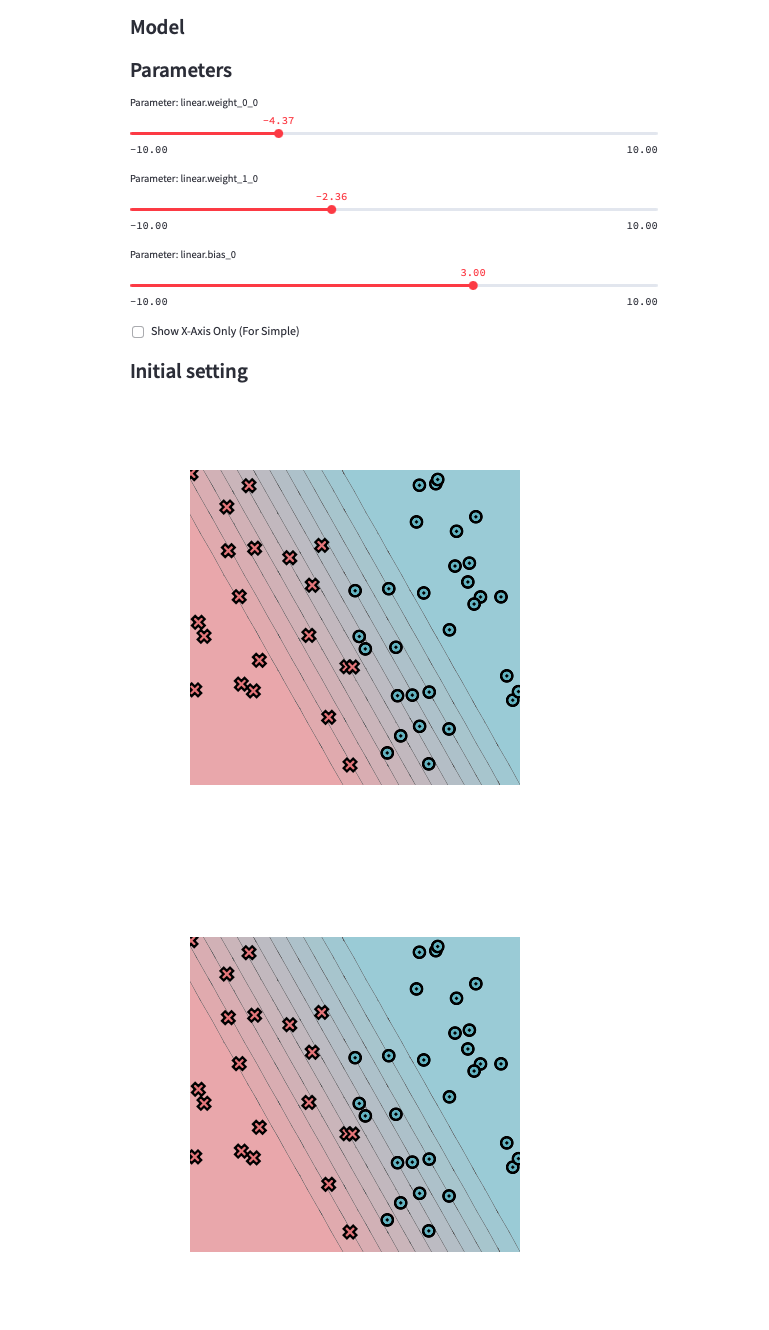 Model
Parameters
Parameter: linear.weight_0_0
−4.37
−10.00 10.00
Parameter: linear.weight_1_0
−2.36
−10.00 10.00
Parameter: linear.bias_0
3.00
−10.00 10.00
Show X-Axis Only (For Simple)
Initial setting